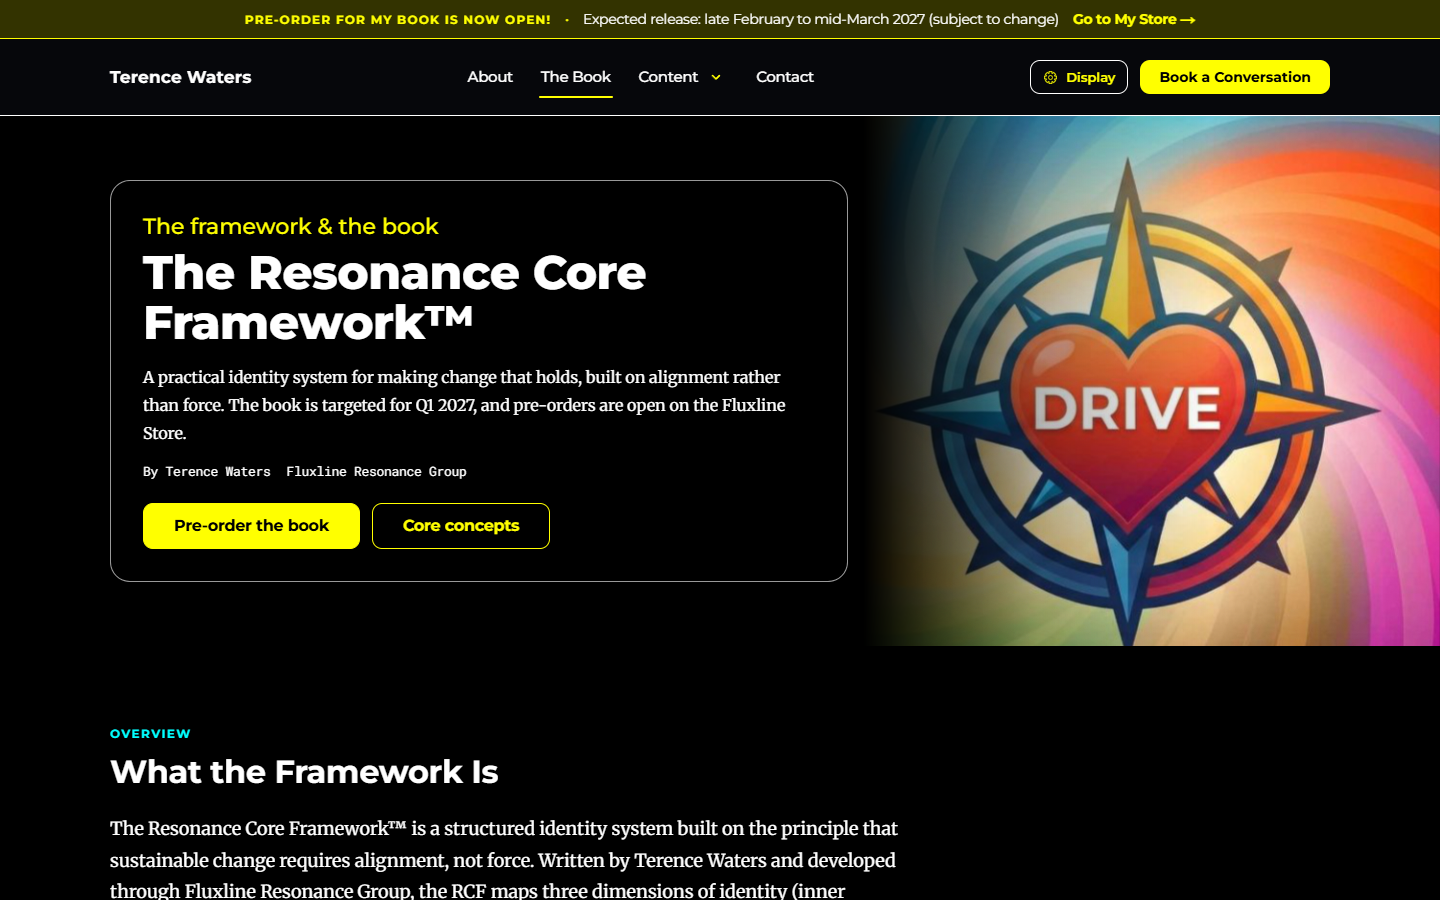 PRE-ORDER FOR MY BOOK IS NOW OPEN! · Expected release: late February to mid-March 2027 (subject to change) Go to My Store →
Terence Waters
About The Book Content Contact
Display
Book a Conversation
The framework & the book
The Resonance Core
Framework™
A practical identity system for making change that holds, built on alignment rather
than force. The book is targeted for Q1 2027, and pre-orders are open on the Fluxline
Store.
By Terence Waters Fluxline Resonance Group
Pre-order the book
Core concepts
DRIVE
OVERVIEW
What the Framework Is
The Resonance Core Framework™ is a structured identity system built on the principle that
sustainable change requires alignment, not force. Written by Terence Waters and developed
through Fluxline Resonance Group, the RCF maps three dimensions of identity (inner